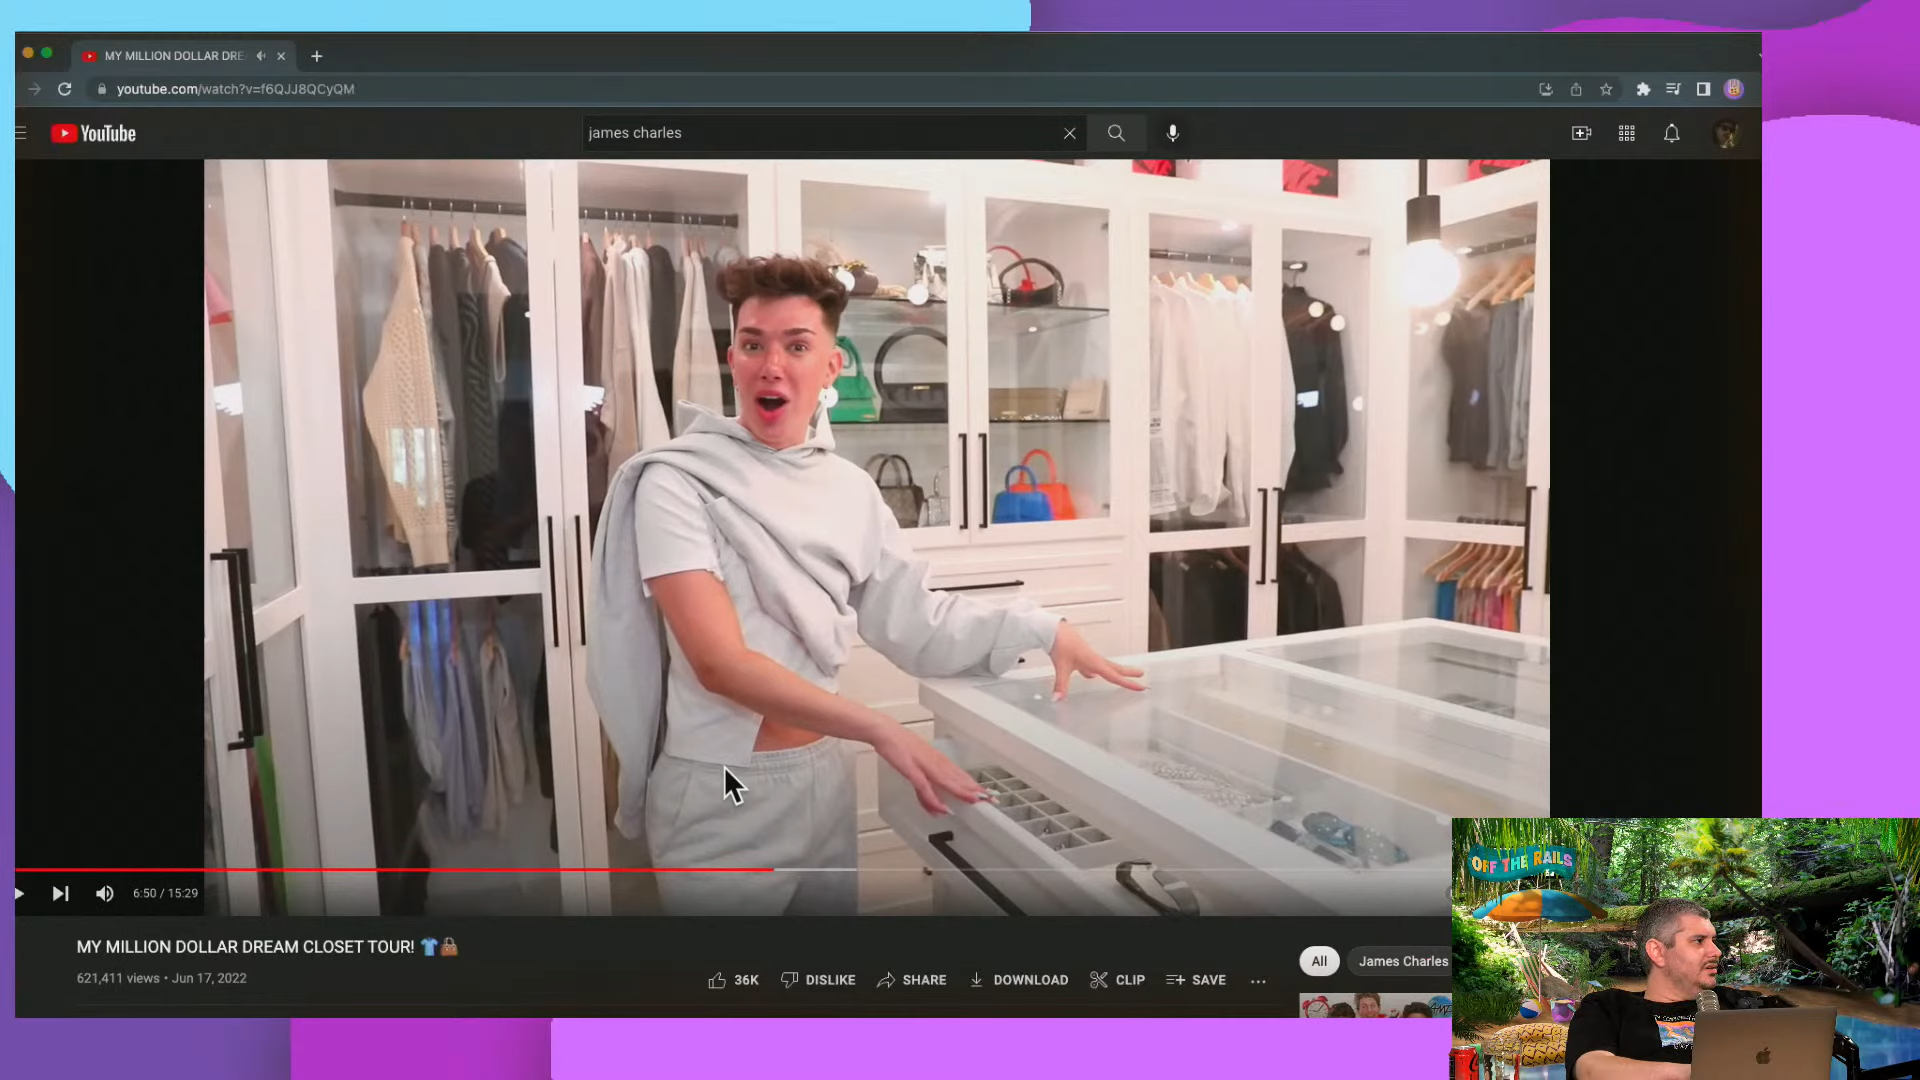 MY MILLION DOLLAR DRE
youtube.com/watch?v=f6QJJ8QCyQM
YouTube
james charles
6:50 / 15:29
MY MILLION DOLLAR DREAM CLOSET TOUR! 👕👜
621,411 views • Jun 17, 2022
36K
DISLIKE
SHARE
DOWNLOAD
CLIP
SAVE
All
James Charles
OFF THE RAILS